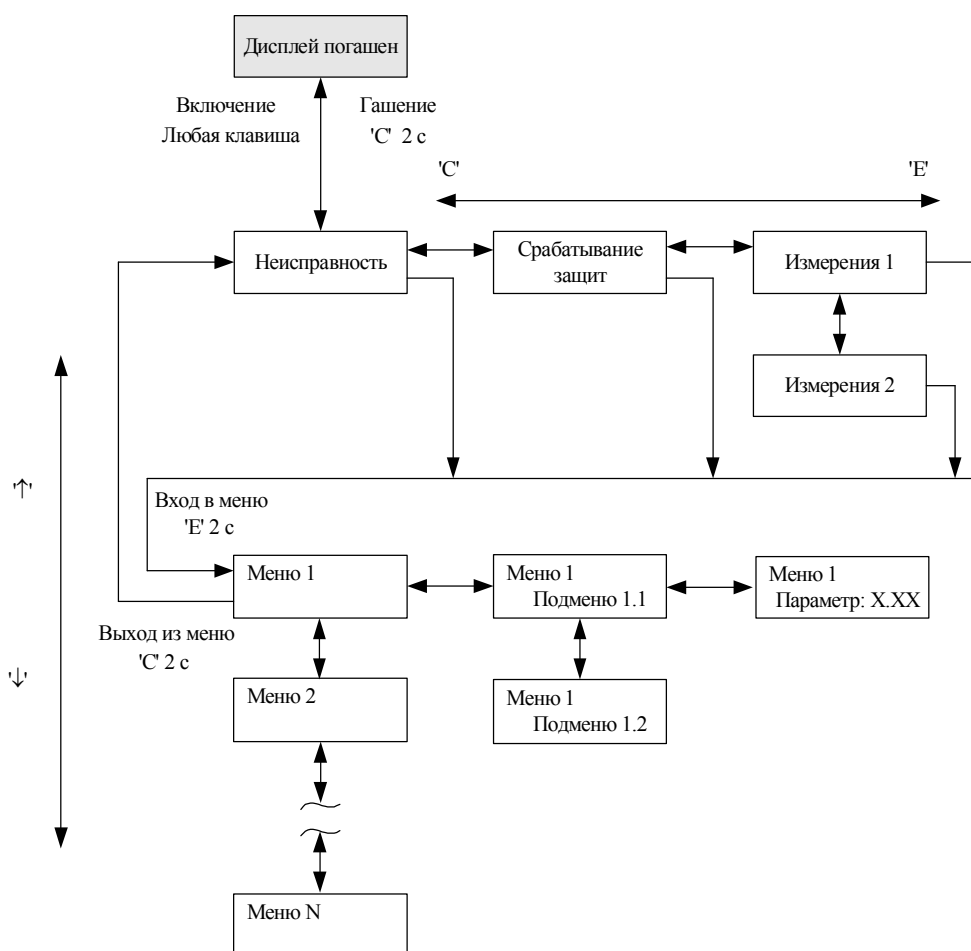 Дисплей погашен
Включение
Любая клавиша
Гашение
'С' 2 с
'С'
'Е'
Неисправность
Срабатывание
защит
Измерения 1
Измерения 2
'↑'
Вход в меню
'Е' 2 с
Меню 1
Меню 1
Подменю 1.1
Меню 1
Параметр: Х.ХХ
Выход из меню
'С' 2 с
'↓'
Меню 2
Меню 1
Подменю 1.2
Меню N